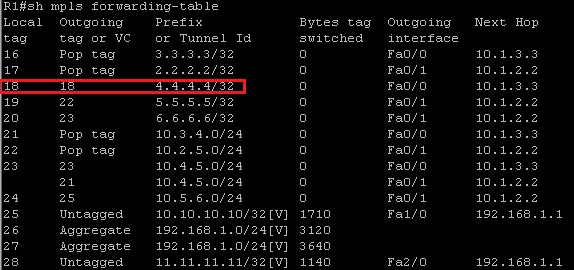 R1#sh mpls forwarding-table
Local Outgoing Prefix Bytes tag Outgoing Next Hop
tag tag or VC or Tunnel Id switched interface
16 Pop tag 3.3.3.3/32 0 Fa0/0 10.1.3.3
17 Pop tag 2.2.2.2/32 0 Fa0/1 10.1.2.2
18 18 4.4.4.4/32 0 Fa0/0 10.1.3.3
19 22 5.5.5.5/32 0 Fa0/1 10.1.2.2
20 23 6.6.6.6/32 0 Fa0/1 10.1.2.2
21 Pop tag 10.3.4.0/24 0 Fa0/0 10.1.3.3
22 Pop tag 10.2.5.0/24 0 Fa0/1 10.1.2.2
23 23 10.4.5.0/24 0 Fa0/0 10.1.3.3
21 10.4.5.0/24 0 Fa0/1 10.1.2.2
24 25 10.5.6.0/24 0 Fa0/1 10.1.2.2
25 Untagged 10.10.10.10/32[V] 1710 Fa1/0 192.168.1.1
26 Aggregate 192.168.1.0/24[V] 3120
27 Aggregate 192.168.2.0/24[V] 3640
28 Untagged 11.11.11.11/32[V] 1140 Fa2/0 192.168.1.1